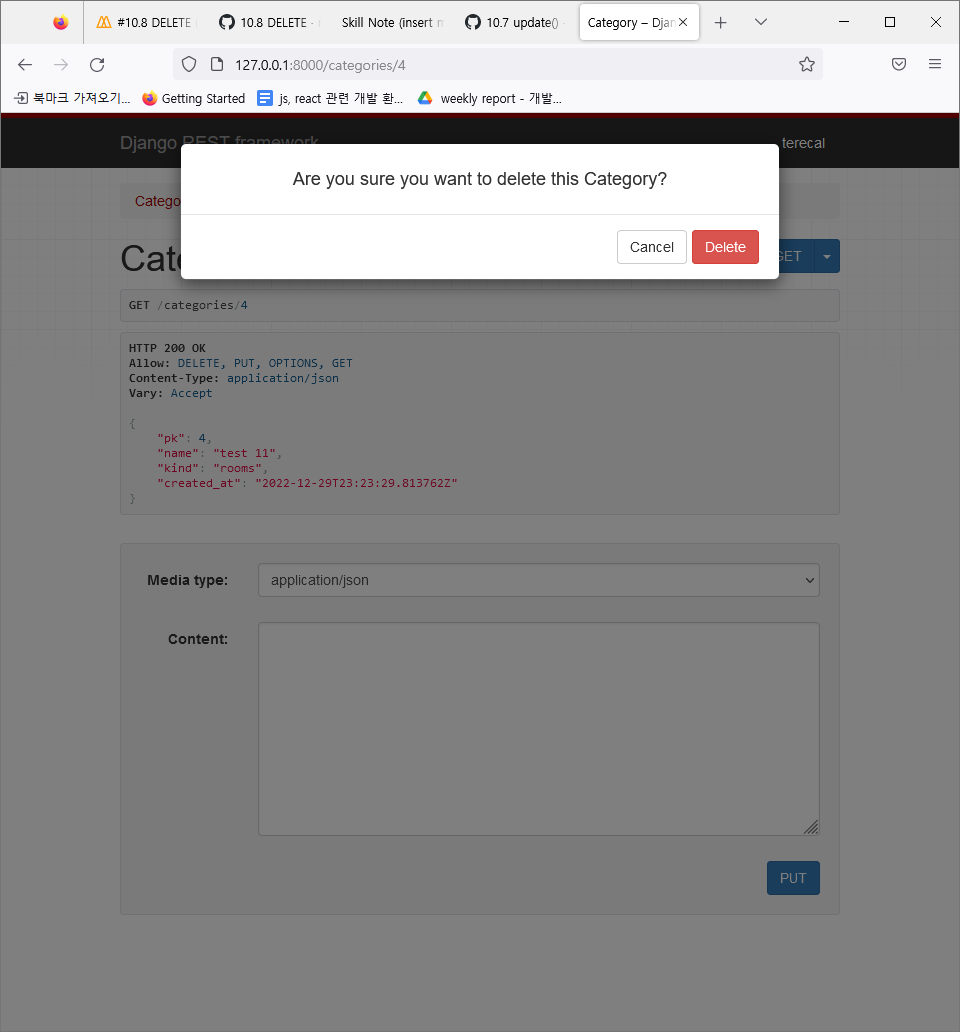 #10.8 DELETE
10.8 DELETE ·
Skill Note (insert
10.7 update()
Category – Djan
127.0.0.1:8000/categories/4
북마크 가져오기...
Getting Started
js, react 관련 개발 환...
weekly report - 개발...
Django REST framework
terecal
Are you sure you want to delete this Category?
Catego
Cancel
Delete
Cat
GET
GET /categories/4
HTTP 200 OK
Allow: DELETE, PUT, OPTIONS, GET
Content-Type: application/json
Vary: Accept
{
"pk": 4,
"name": "test 11",
"kind": "rooms",
"created_at": "2022-12-29T23:23:29.813762Z"
}
Media type:
application/json
Content:
PUT